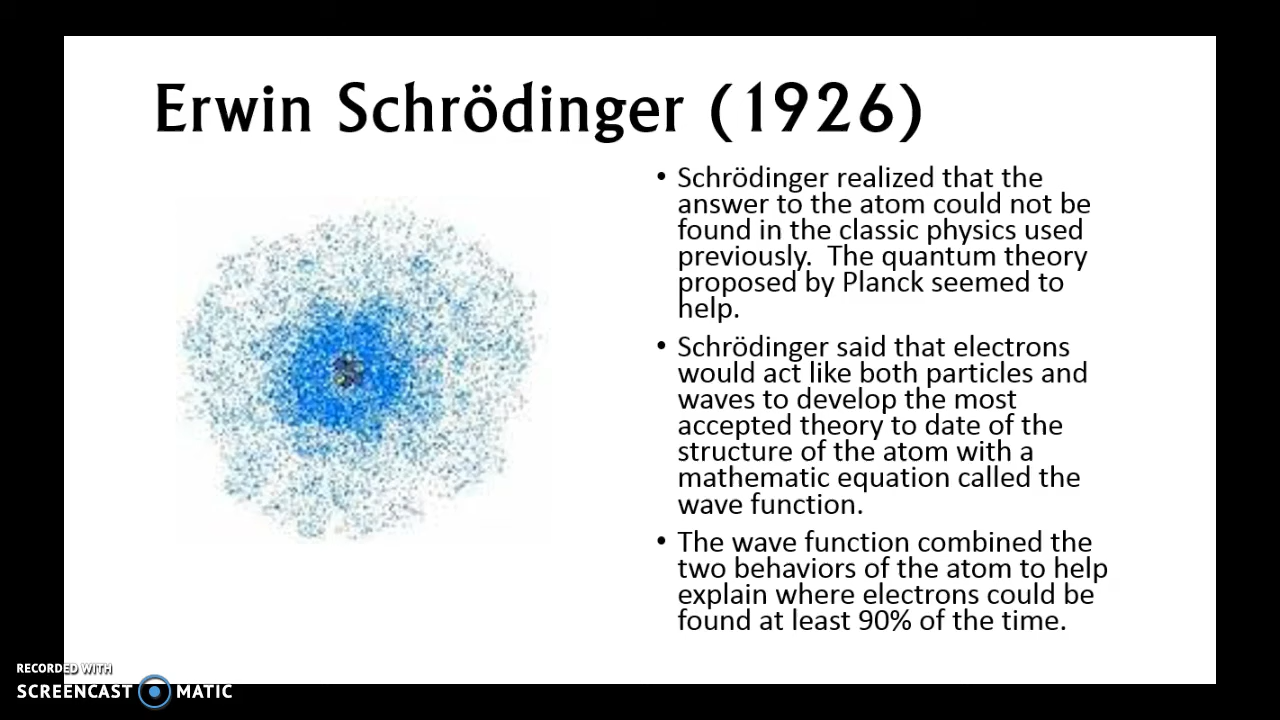 Erwin Schrödinger (1926)
• Schrödinger realized that the
answer to the atom could not be
found in the classic physics used
previously.  The quantum theory
proposed by Planck seemed to
help.
• Schrödinger said that electrons
would act like both particles and
waves to develop the most
accepted theory to date of the
structure of the atom with a
mathematic equation called the
wave function.
• The wave function combined the
two behaviors of the atom to help
explain where electrons could be
found at least 90% of the time.
RECORDED WITH
SCREENCAST MATIC